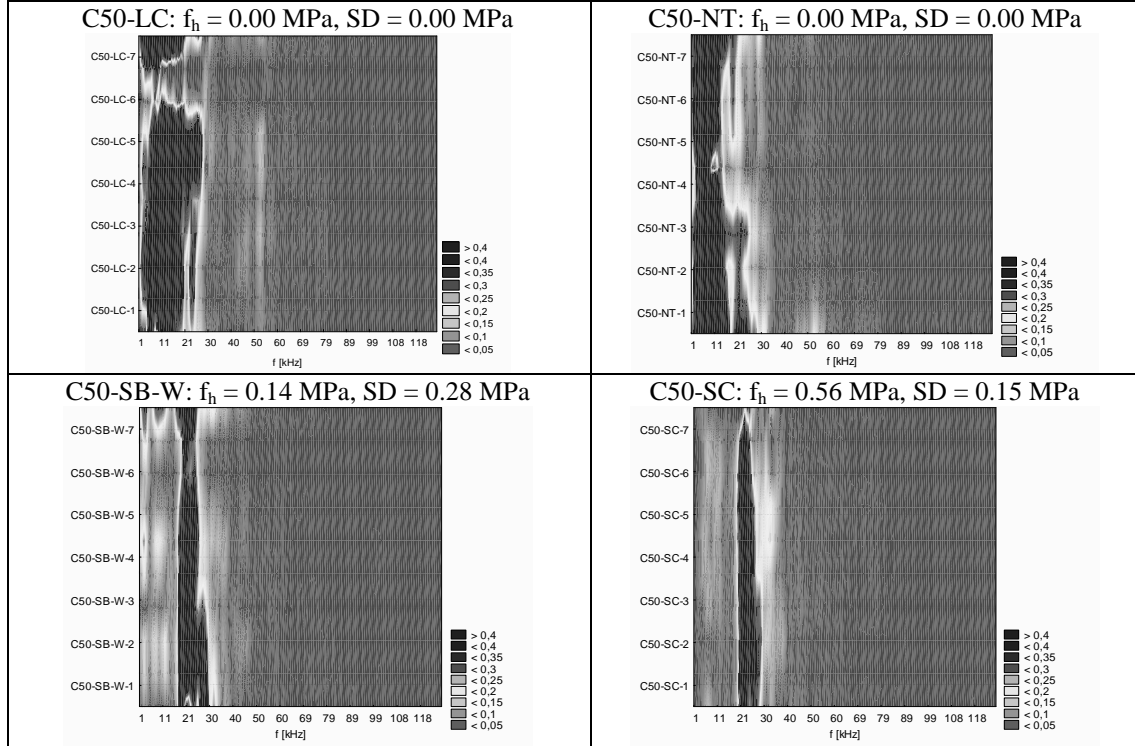 C50-LC: fh = 0.00 MPa, SD = 0.00 MPa
C50-LC-7
C50-LC-6
C50-LC-5
C50-LC-4
C50-LC-3
C50-LC-2
C50-LC-1
1 11 21 30 40 50 60 69 79 89 99 108 118
f [kHz]
> 0,4
< 0,4
< 0,35
< 0,3
< 0,25
< 0,2
< 0,15
< 0,1
< 0,05
C50-NT: fh = 0.00 MPa, SD = 0.00 MPa
C50-NT-7
C50-NT-6
C50-NT-5
C50-NT-4
C50-NT-3
C50-NT-2
C50-NT-1
1 11 21 30 40 50 60 69 79 89 99 108 118
f [kHz]
> 0,4
< 0,4
< 0,35
< 0,3
< 0,25
< 0,2
< 0,15
< 0,1
< 0,05
C50-SB-W: fh = 0.14 MPa, SD = 0.28 MPa
C50-SB-W-7
C50-SB-W-6
C50-SB-W-5
C50-SB-W-4
C50-SB-W-3
C50-SB-W-2
C50-SB-W-1
1 11 21 30 40 50 60 69 79 89 99 108 118
f [kHz]
> 0,4
< 0,4
< 0,35
< 0,3
< 0,25
< 0,2
< 0,15
< 0,1
< 0,05
C50-SC: fh = 0.56 MPa, SD = 0.15 MPa
C50-SC-7
C50-SC-6
C50-SC-5
C50-SC-4
C50-SC-3
C50-SC-2
C50-SC-1
1 11 21 30 40 50 60 69 79 89 99 108 118
f [kHz]
> 0,4
< 0,4
< 0,35
< 0,3
< 0,25
< 0,2
< 0,15
< 0,1
< 0,05